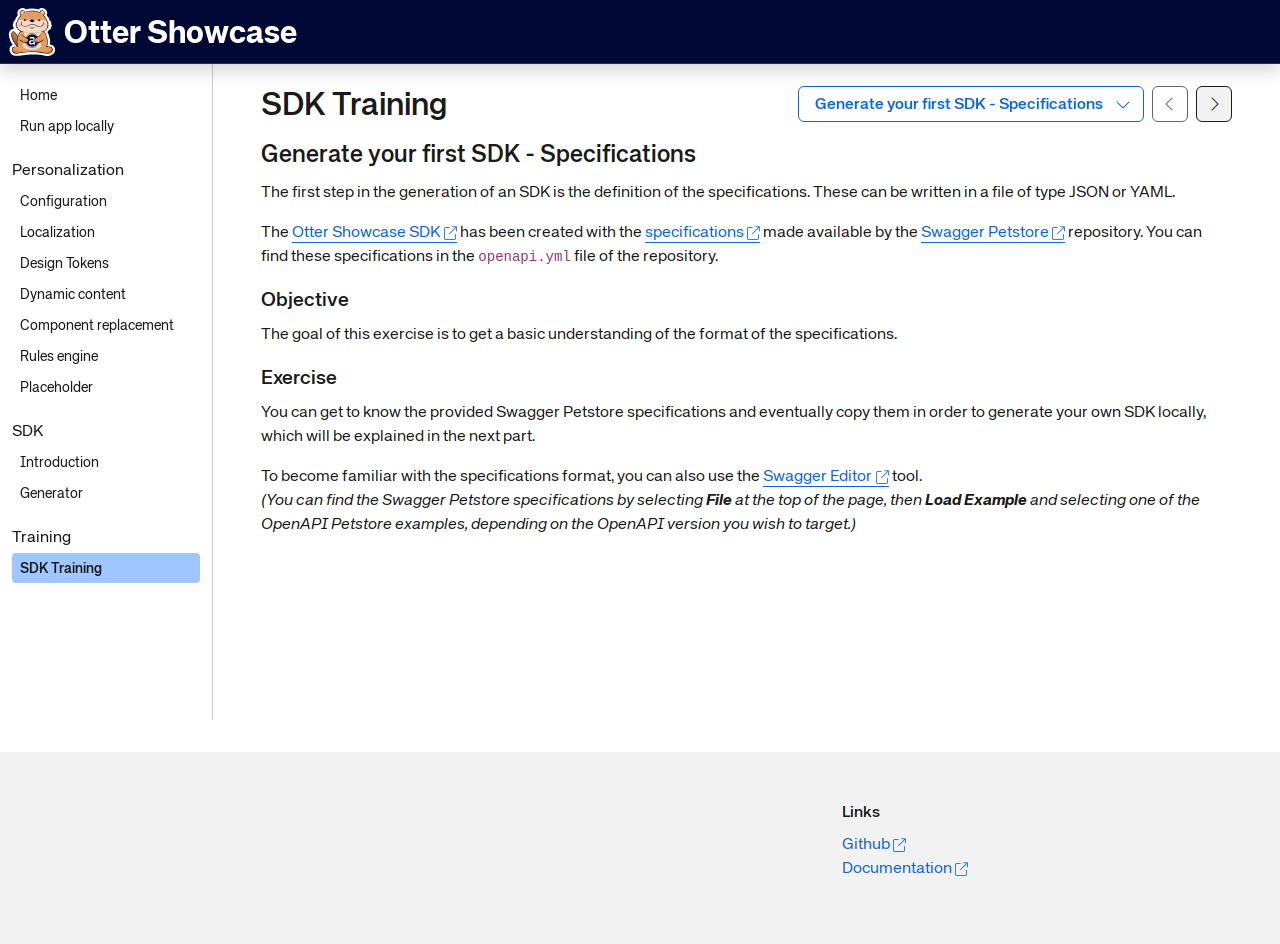 Otter Showcase
Home
Run app locally
Personalization
Configuration
Localization
Design Tokens
Dynamic content
Component replacement
Rules engine
Placeholder
SDK
Introduction
Generator
Training
SDK Training
SDK Training
Generate your first SDK - Specifications
Generate your first SDK - Specifications
The first step in the generation of an SDK is the definition of the specifications. These can be written in a file of type JSON or YAML.
The Otter Showcase SDK has been created with the specifications made available by the Swagger Petstore repository. You can
find these specifications in the openapi.yml file of the repository.
Objective
The goal of this exercise is to get a basic understanding of the format of the specifications.
Exercise
You can get to know the provided Swagger Petstore specifications and eventually copy them in order to generate your own SDK locally,
which will be explained in the next part.
To become familiar with the specifications format, you can also use the Swagger Editor tool.
(You can find the Swagger Petstore specifications by selecting File at the top of the page, then Load Example and selecting one of the
OpenAPI Petstore examples, depending on the OpenAPI version you wish to target.)
Links
Github
Documentation